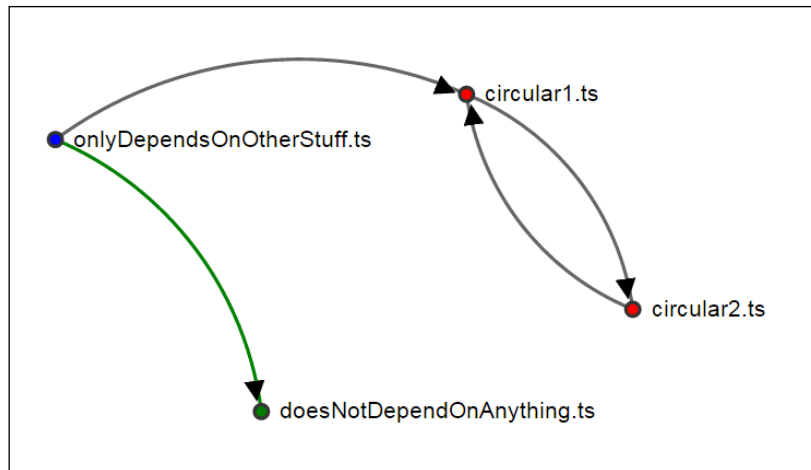 circular1.ts
onlyDependsOnOtherStuff.ts
circular2.ts
doesNotDependOnAnything.ts